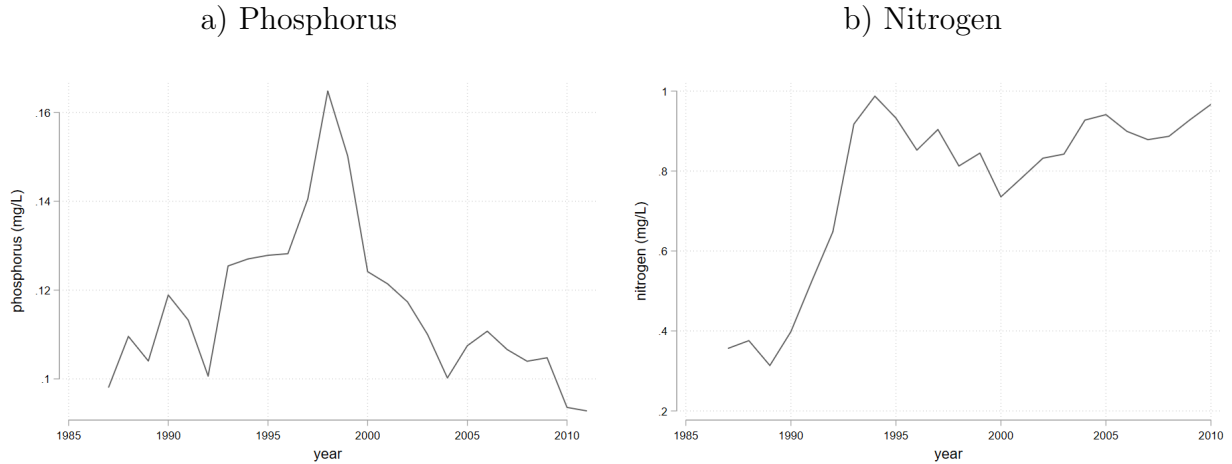 a) Phosphorus
b) Nitrogen
phosphorus (mg/L)
.16
.14
.12
.1
1985 1990 1995 2000 2005 2010
year
nitrogen (mg/L)
1
.8
.6
.4
.2
1985 1990 1995 2000 2005 2010
year